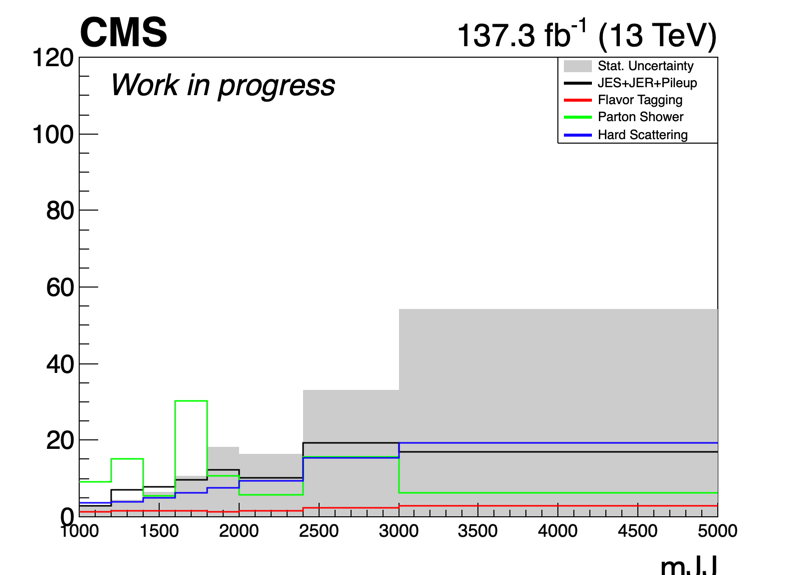 CMS
137.3 fb-1 (13 TeV)
Work in progress
Stat. Uncertainty
JES+JER+Pileup
Flavor Tagging
Parton Shower
Hard Scattering
120
100
80
60
40
20
0
1000 1500 2000 2500 3000 3500 4000 4500 5000
mJJ